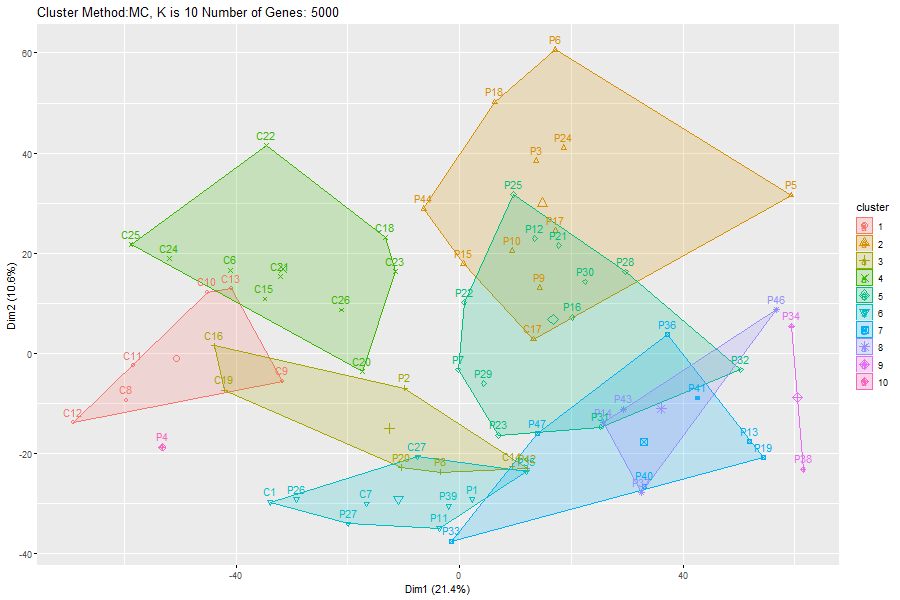 Cluster Method:MC, K is 10 Number of Genes: 5000
P6
60
P18
C22
P24
P3
40
P5
P25
P44
C18
P17
P12
P21
C25
P10
C24
20
P15
C23
C6
P28
C21
P30
C10
C13
P9
C15
P22
C26
P46
P16
P34
C17
P36
C16
0
C11
C20
P7
P32
C9
P2
P29
C19
C8
P41
P43
C12
P14
P31
P23
P47
P4
P13
C27
P19
P20
P8
P38
-20
P40
C1
P26
C7
P39
P1
P27
P11
P33
-40
-40
0
40
Dim1 (21.4%)
Dim2 (10.6%)
cluster
1
2
3
4
5
6
7
8
9
10